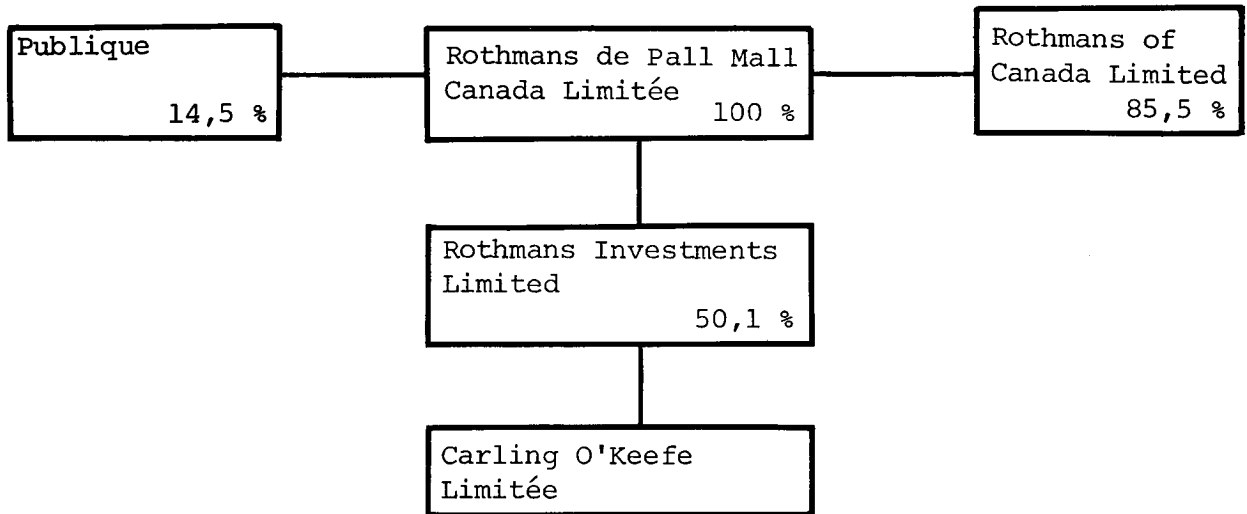 Publique
14,5 %
Rothmans de Pall Mall
Canada Limitée
100 %
Rothmans of
Canada Limited
85,5 %
Rothmans Investments
Limited
50,1 %
Carling O'Keefe
Limitée